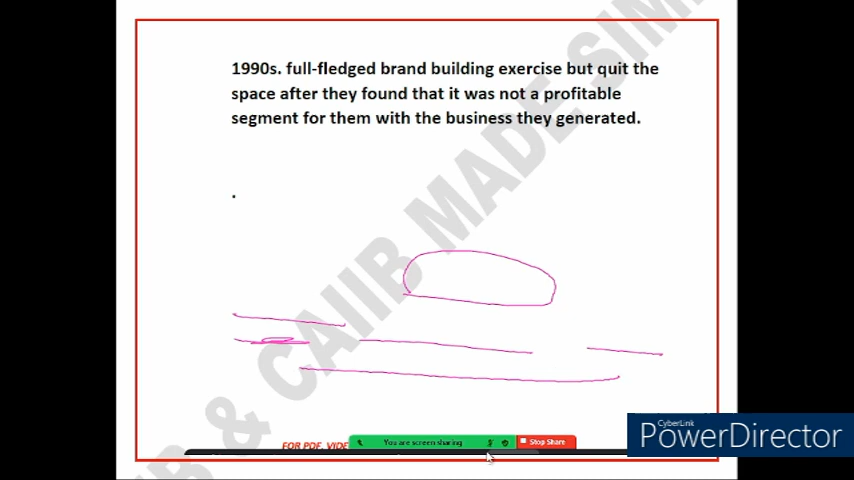 1990s. full-fledged brand building exercise but quit the
space after they found that it was not a profitable
segment for them with the business they generated.
.
B & CAIIB MADE SIM
FOR PDF, VIDE
You are screen sharing
Stop Share
CyberLink
PowerDirector